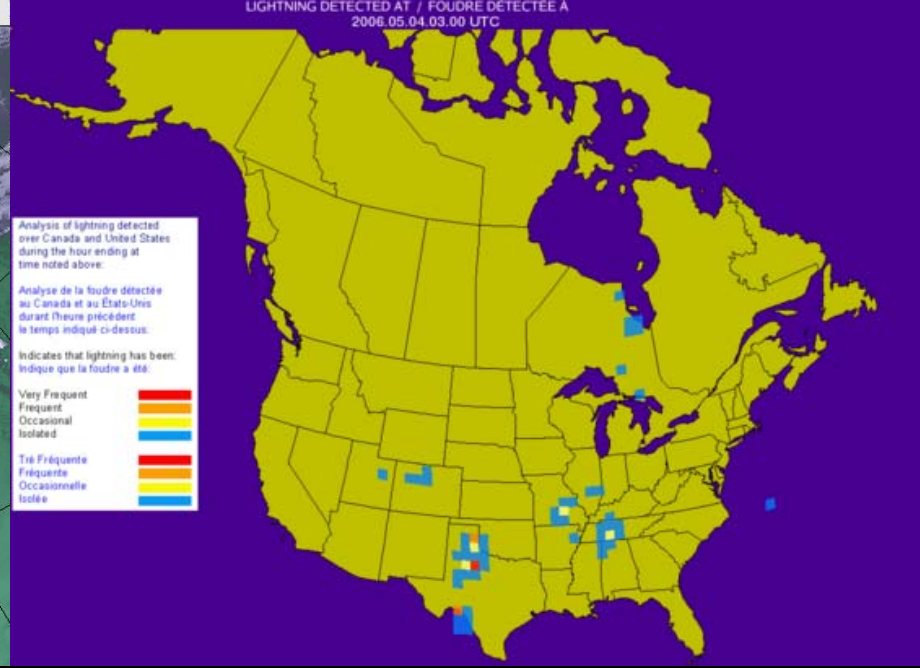 LIGHTNING DETECTED AT / FOUDRE DÉTECTÉE À
2006.05.04.03.00 UTC
Analysis of lightning detected
over Canada and United States
during the hour ending at
time noted above:
Analyse de la foudre détectée
au Canada et au États-Unis
durant l'heure précédent
le temps indiqué ci-dessus:
Indicates that lightning has been:
Indique que la foudre a été:
Very Frequent
Frequent
Occasional
Isolated
Tré Fréquente
Fréquente
Occasionnelle
Isolée